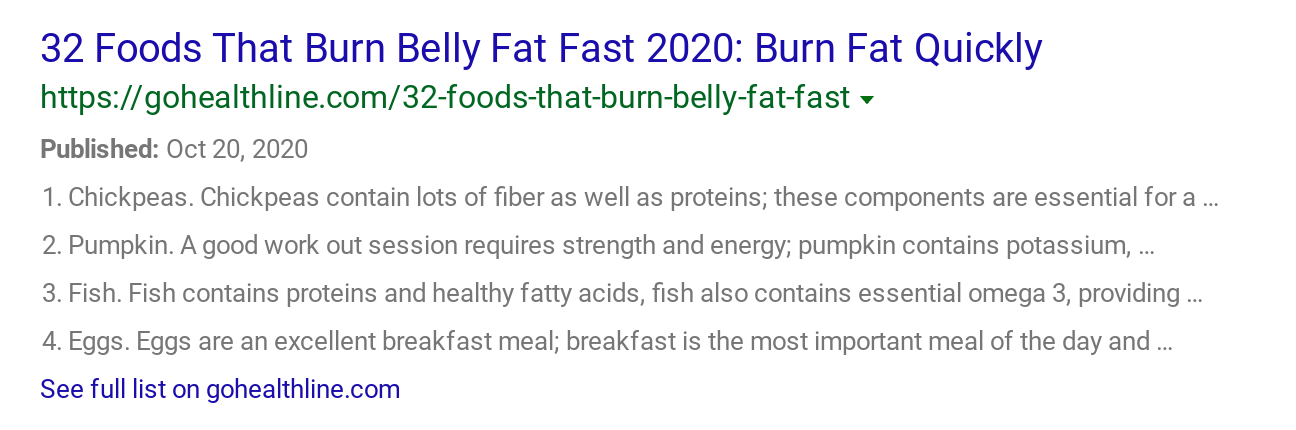 32 Foods That Burn Belly Fat Fast 2020: Burn Fat Quickly
https://gohealthline.com/32-foods-that-burn-belly-fat-fast
Published: Oct 20, 2020
1. Chickpeas. Chickpeas contain lots of fiber as well as proteins; these components are essential for a ...
2. Pumpkin. A good work out session requires strength and energy; pumpkin contains potassium, ...
3. Fish. Fish contains proteins and healthy fatty acids, fish also contains essential omega 3, providing ...
4. Eggs. Eggs are an excellent breakfast meal; breakfast is the most important meal of the day and ...
See full list on gohealthline.com